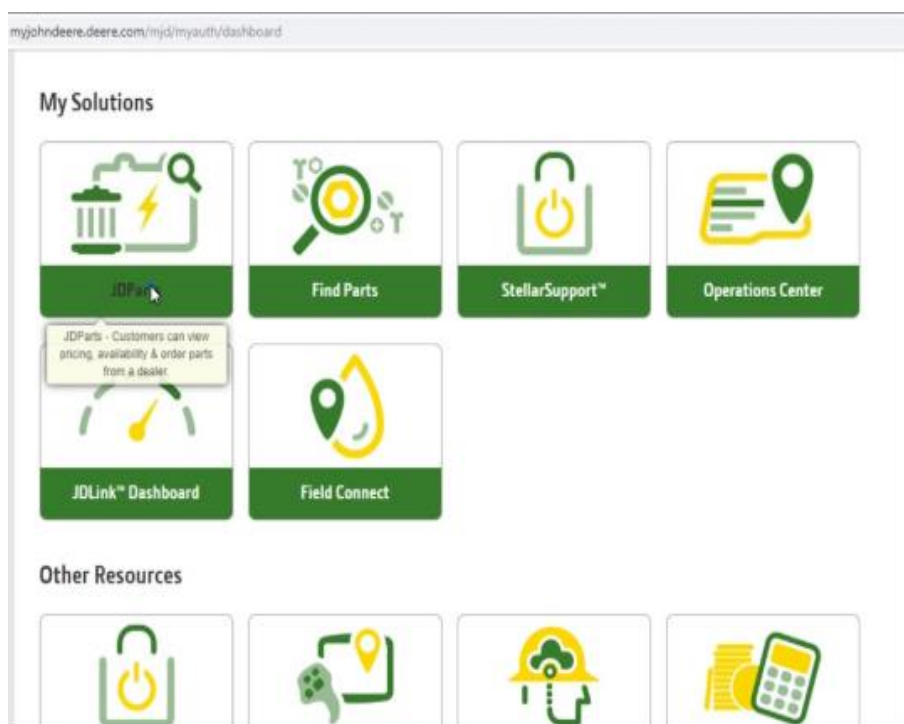 myjohndeere.deere.com/mjd/myauth/dashboard
My Solutions
JDParts
Find Parts
StellarSupport™
Operations Center
JDParts - Customers can view
pricing, availability & order parts
from a dealer.
JDLink™ Dashboard
Field Connect
Other Resources